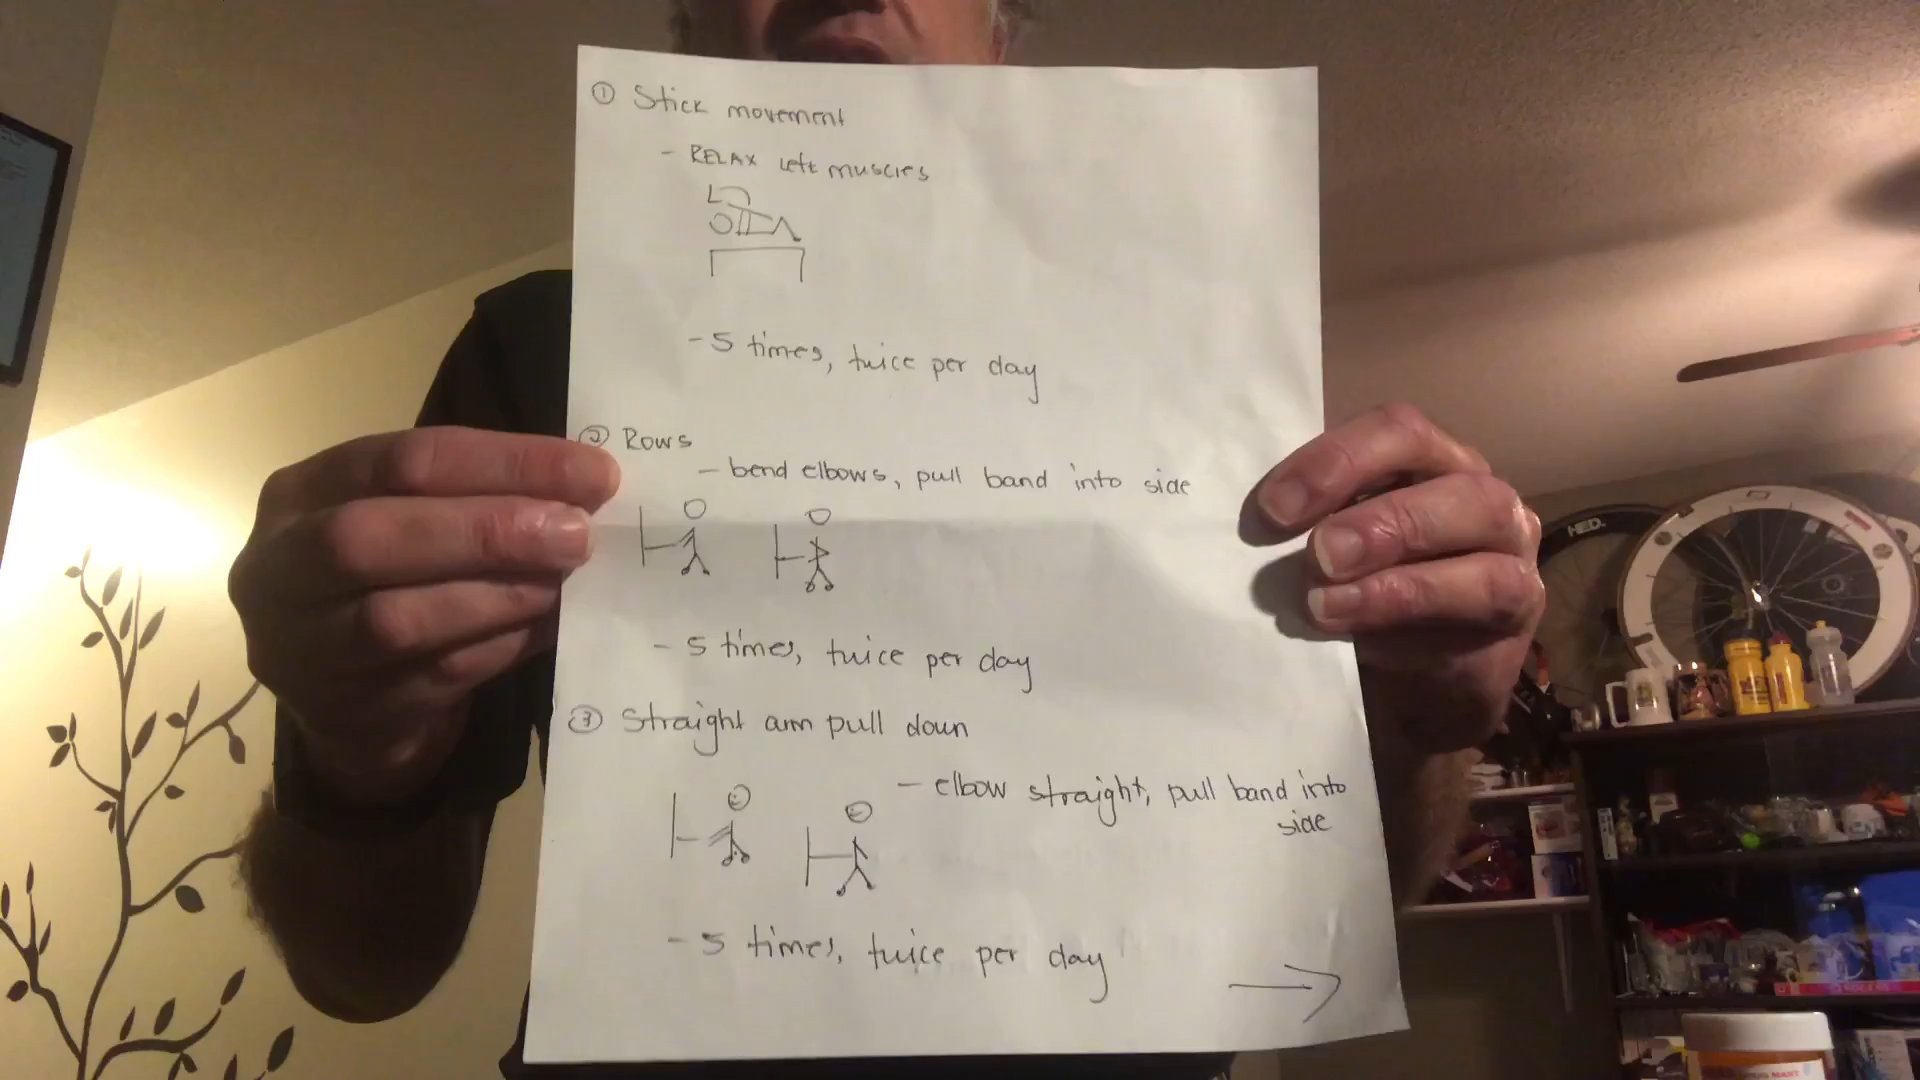 ① Stick movement
- RELAX left muscles
L
- 5 times, twice per day
② Rows
- bend elbows, pull band into side
- 5 times, twice per day
③ Straight arm pull down
- elbow straight, pull band into
side
- 5 times, twice per day
HED.